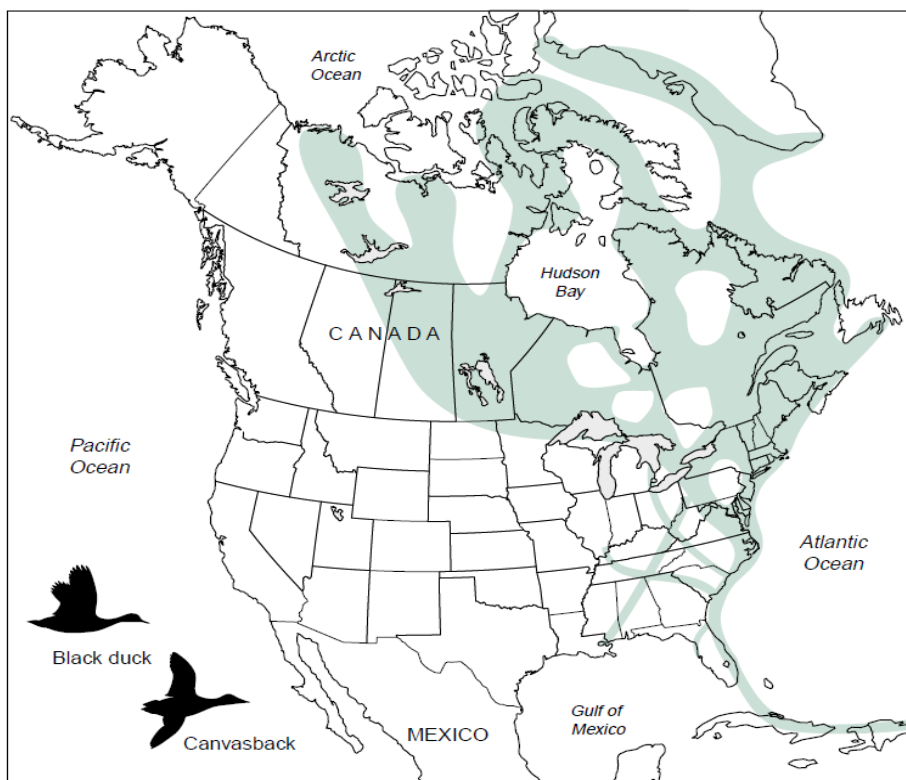 Arctic
Ocean
Hudson
Bay
CANADA
Pacific
Ocean
Atlantic
Ocean
Black duck
Gulf of
Mexico
MEXICO
Canvasback